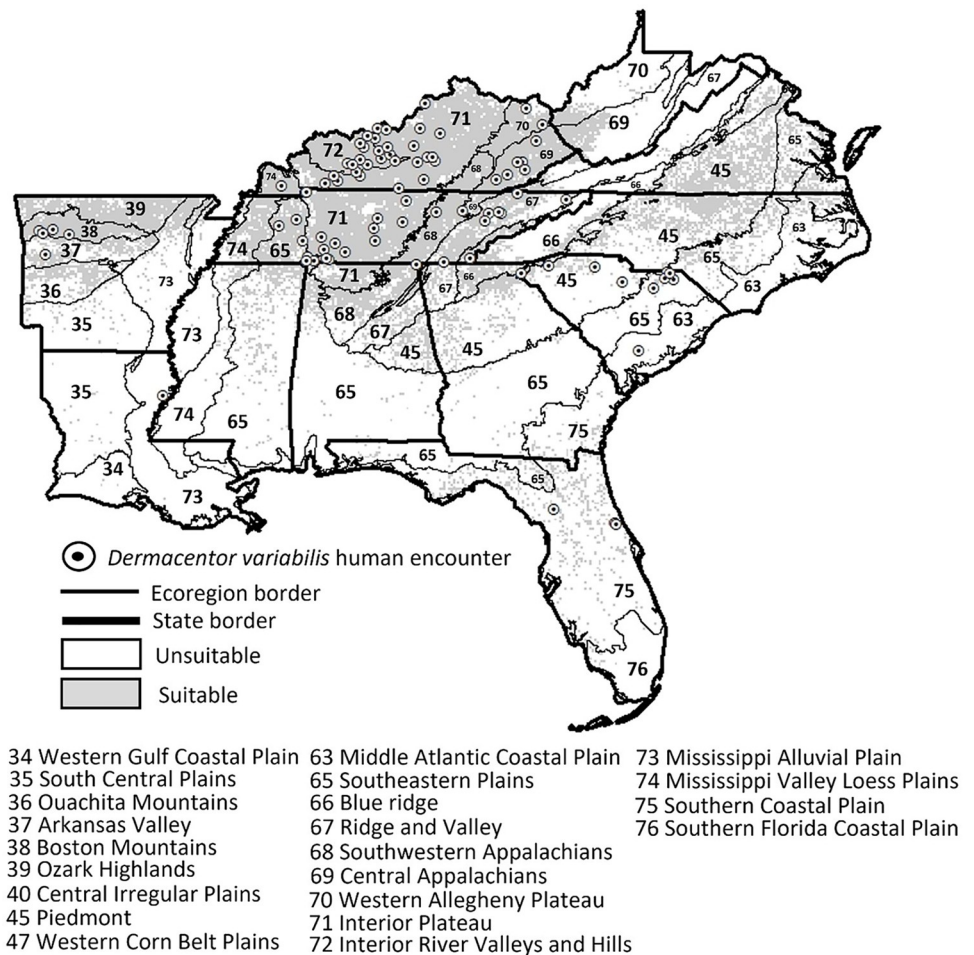 70
67
71
69
70
72
65
69
68
45
74
66
67
39
69
71
63
38
68
45
74
65
66
37
65
73
71
66
45
67
63
36
68
65
63
35
73
67
45
45
35
65
65
74
65
75
65
34
65
73
Dermacentor variabilis human encounter
Ecoregion border
75
State border
Unsuitable
76
Suitable
34 Western Gulf Coastal Plain
35 South Central Plains
36 Ouachita Mountains
37 Arkansas Valley
38 Boston Mountains
39 Ozark Highlands
40 Central Irregular Plains
45 Piedmont
47 Western Corn Belt Plains
63 Middle Atlantic Coastal Plain
65 Southeastern Plains
66 Blue ridge
67 Ridge and Valley
68 Southwestern Appalachians
69 Central Appalachians
70 Western Allegheny Plateau
71 Interior Plateau
72 Interior River Valleys and Hills
73 Mississippi Alluvial Plain
74 Mississippi Valley Loess Plains
75 Southern Coastal Plain
76 Southern Florida Coastal Plain